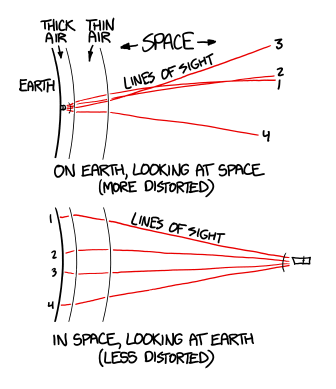 THICK AIR
THIN AIR
SPACE
EARTH
LINES OF SIGHT
3
2
1
4
ON EARTH, LOOKING AT SPACE
(MORE DISTORTED)
1
LINES OF SIGHT
2
3
4
IN SPACE, LOOKING AT EARTH
(LESS DISTORTED)